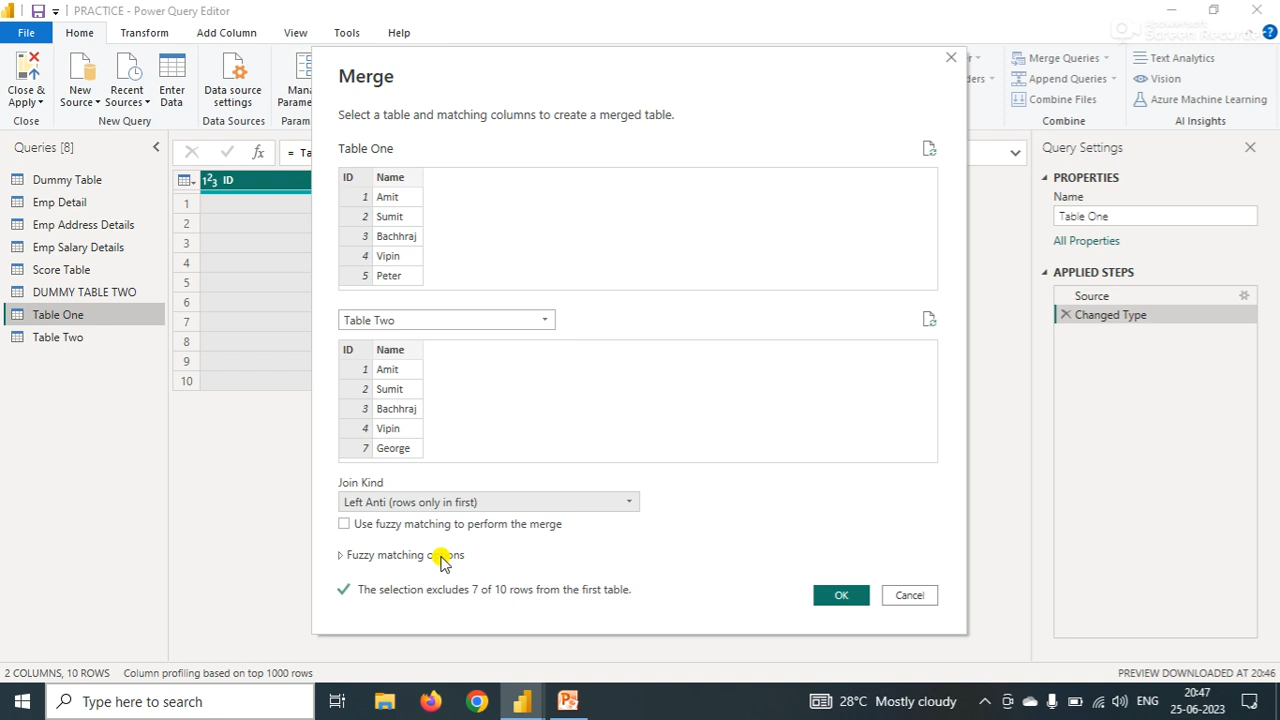 PRACTICE - Power Query Editor
File Home Transform Add Column View Tools Help
Close & Apply
New Source
Recent Sources
Enter Data
Data source settings
Merge Queries
Append Queries
Combine Files
Text Analytics
Vision
Azure Machine Learning
Close New Query Data Sources Combine AI Insights
Queries [8]
Dummy Table
Emp Detail
Emp Address Details
Emp Salary Details
Score Table
DUMMY TABLE TWO
Table One
Table Two
fx
123 ID
1
2
3
4
5
6
7
8
9
10
Merge
Select a table and matching columns to create a merged table.
Table One
ID Name
1 Amit
2 Sumit
3 Bachhraj
4 Vipin
5 Peter
Table Two
ID Name
1 Amit
2 Sumit
3 Bachhraj
4 Vipin
7 George
Join Kind
Left Anti (rows only in first)
Use fuzzy matching to perform the merge
Fuzzy matching
The selection excludes 7 of 10 rows from the first table.
OK Cancel
Query Settings
PROPERTIES
Name
Table One
All Properties
APPLIED STEPS
Source
Changed Type
2 COLUMNS, 10 ROWS Column profiling based on top 1000 rows
PREVIEW DOWNLOADED AT 20:46
Type here to search
28°C Mostly cloudy
ENG
20:47
25-06-2023